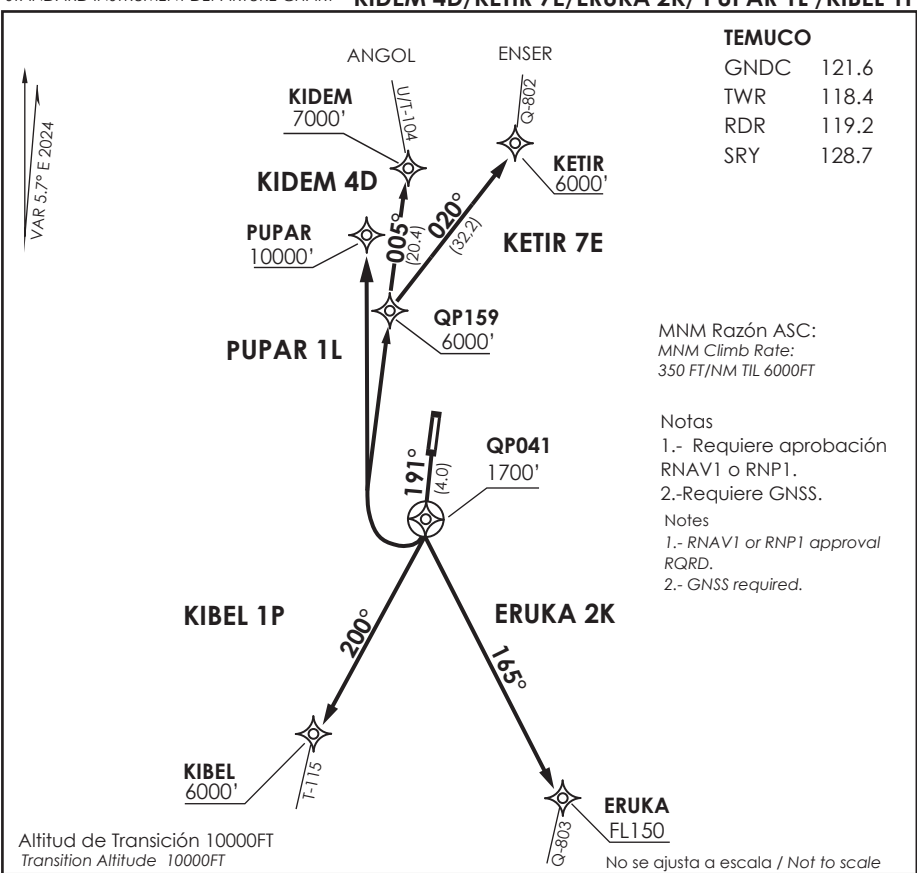 STANDARD INSTRUMENT DEPARTURE CHART KIDEM 4D/KETIR 7E/ERUKA 2K/ PUPAR 1L /KIBEL 1P
TEMUCO
GNDC 121.6
TWR 118.4
RDR 119.2
SRY 128.7
VAR 5.7° E 2024
ANGOL
ENSER
U/T-104
Q-802
KIDEM
7000'
KETIR
6000'
KIDEM 4D
005°
(20.4)
020°
(32,2)
KETIR 7E
PUPAR
10000'
QP159
6000'
PUPAR 1L
MNM Razón ASC:
MNM Climb Rate:
350 FT/NM TIL 6000FT
Notas
1.- Requiere aprobación
RNAV1 o RNP1.
2.-Requiere GNSS.
Notes
1.- RNAV1 or RNP1 approval
RQRD.
2.- GNSS required.
QP041
1700'
191°
(4.0)
KIBEL 1P
200°
ERUKA 2K
165°
KIBEL
6000'
T-115
ERUKA
FL150
Q-803
Altitud de Transición 10000FT
Transition Altitude 10000FT
No se ajusta a escala / Not to scale